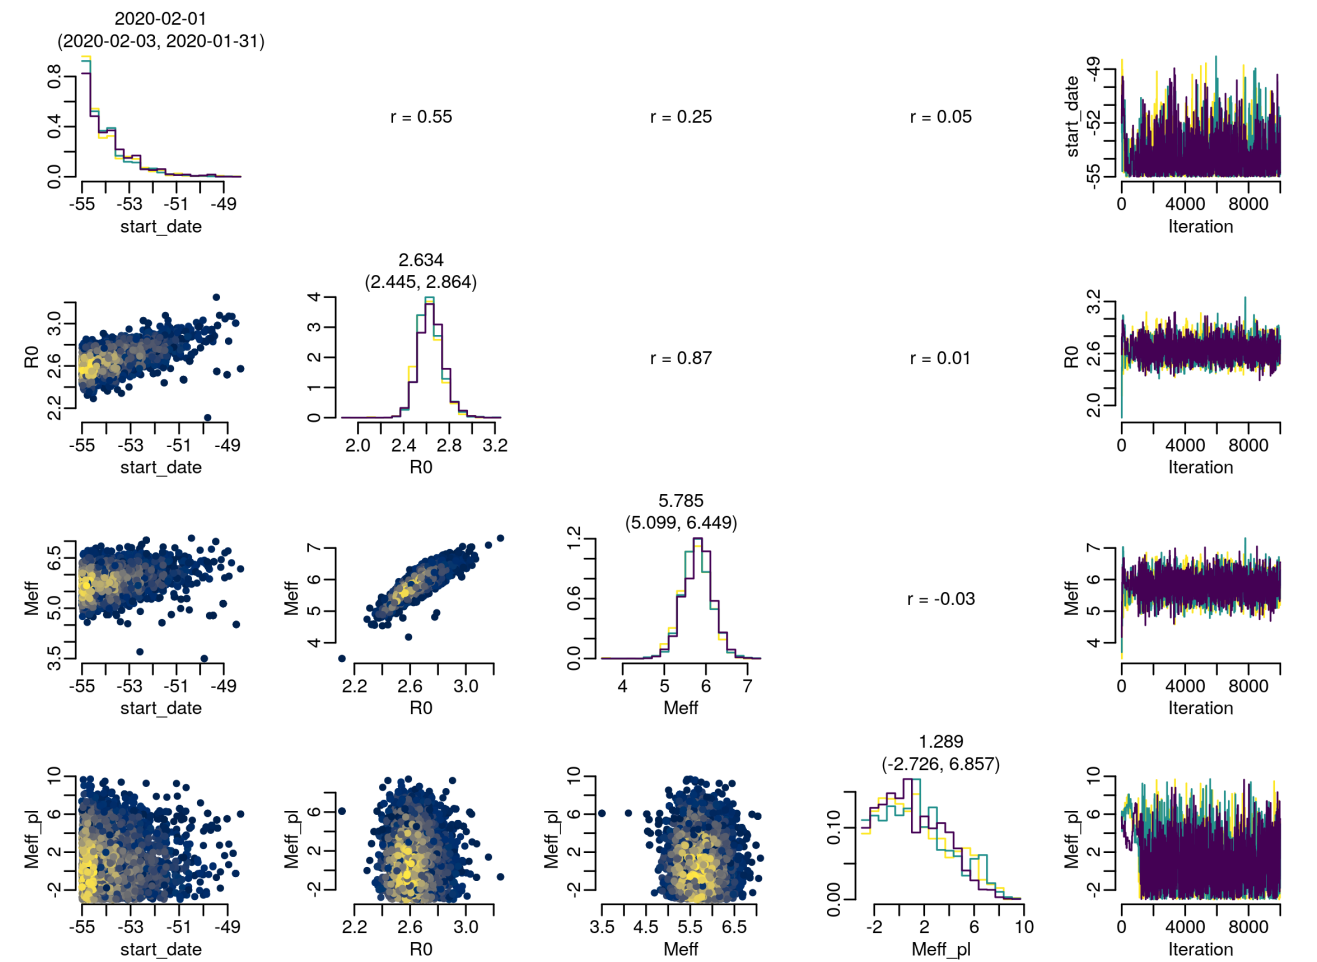 2020-02-01
(2020-02-03, 2020-01-31)
0.0 0.4 0.8
-55 -53 -51 -49
start_date
r = 0.55
r = 0.25
r = 0.05
start_date
-55 -52 -49
0 4000 8000
Iteration
R0
2.2 2.6 3.0
-55 -53 -51 -49
start_date
2.634
(2.445, 2.864)
0 1 2 3 4
2.0 2.4 2.8 3.2
R0
r = 0.87
r = 0.01
R0
2.0 2.6 3.2
0 4000 8000
Iteration
Meff
3.5 5.0 6.5
-55 -53 -51 -49
start_date
Meff
4 5 6 7
2.2 2.6 3.0
R0
5.785
(5.099, 6.449)
0.0 0.6 1.2
4 5 6 7
Meff
r = -0.03
Meff
4 5 6 7
0 4000 8000
Iteration
Meff_pl
-2 2 6 10
-55 -53 -51 -49
start_date
Meff_pl
-2 2 6
2.2 2.6 3.0
R0
Meff_pl
-2 2 6 10
3.5 4.5 5.5 6.5
Meff
1.289
(-2.726, 6.857)
0.00 0.10
-2 2 6 10
Meff_pl
Meff_pl
-2 2 6 10
0 4000 8000
Iteration